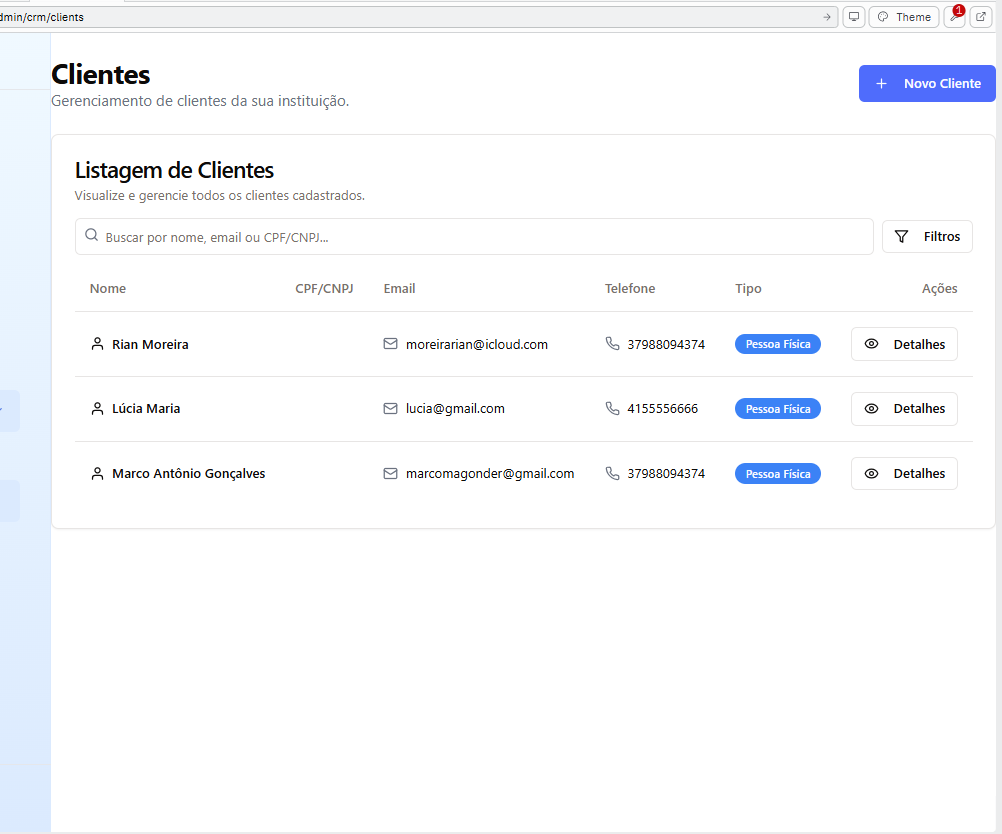 dmin/crm/clients
Theme
1
Clientes
Gerenciamento de clientes da sua instituição.
Novo Cliente
Listagem de Clientes
Visualize e gerencie todos os clientes cadastrados.
Buscar por nome, email ou CPF/CNPJ...
Filtros
Nome CPF/CNPJ Email Telefone Tipo Ações
Rian Moreira moreirarian@icloud.com 37988094374 Pessoa Física Detalhes
Lúcia Maria lucia@gmail.com 4155556666 Pessoa Física Detalhes
Marco Antônio Gonçalves marcomagonder@gmail.com 37988094374 Pessoa Física Detalhes